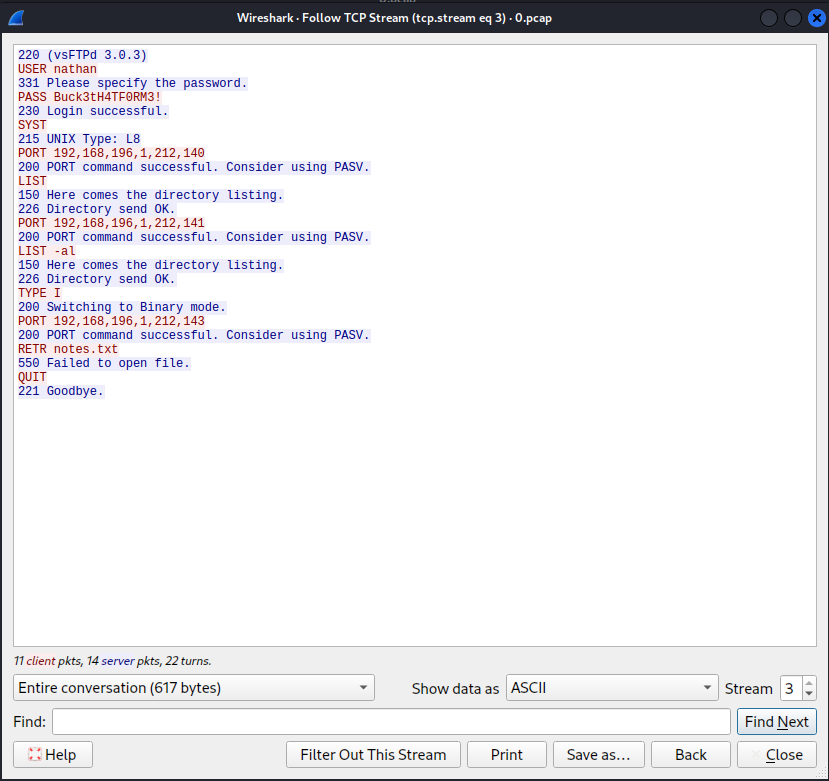 Wireshark · Follow TCP Stream (tcp.stream eq 3) · 0.pcap
220 (vsFTPd 3.0.3)
USER nathan
331 Please specify the password.
PASS Buck3tH4TF0RM3!
230 Login successful.
SYST
215 UNIX Type: L8
PORT 192,168,196,1,212,140
200 PORT command successful. Consider using PASV.
LIST
150 Here comes the directory listing.
226 Directory send OK.
PORT 192,168,196,1,212,141
200 PORT command successful. Consider using PASV.
LIST -al
150 Here comes the directory listing.
226 Directory send OK.
TYPE I
200 Switching to Binary mode.
PORT 192,168,196,1,212,143
200 PORT command successful. Consider using PASV.
RETR notes.txt
550 Failed to open file.
QUIT
221 Goodbye.
11 client pkts, 14 server pkts, 22 turns.
Entire conversation (617 bytes) Show data as ASCII Stream 3
Find: Find Next
Help Filter Out This Stream Print Save as… Back Close